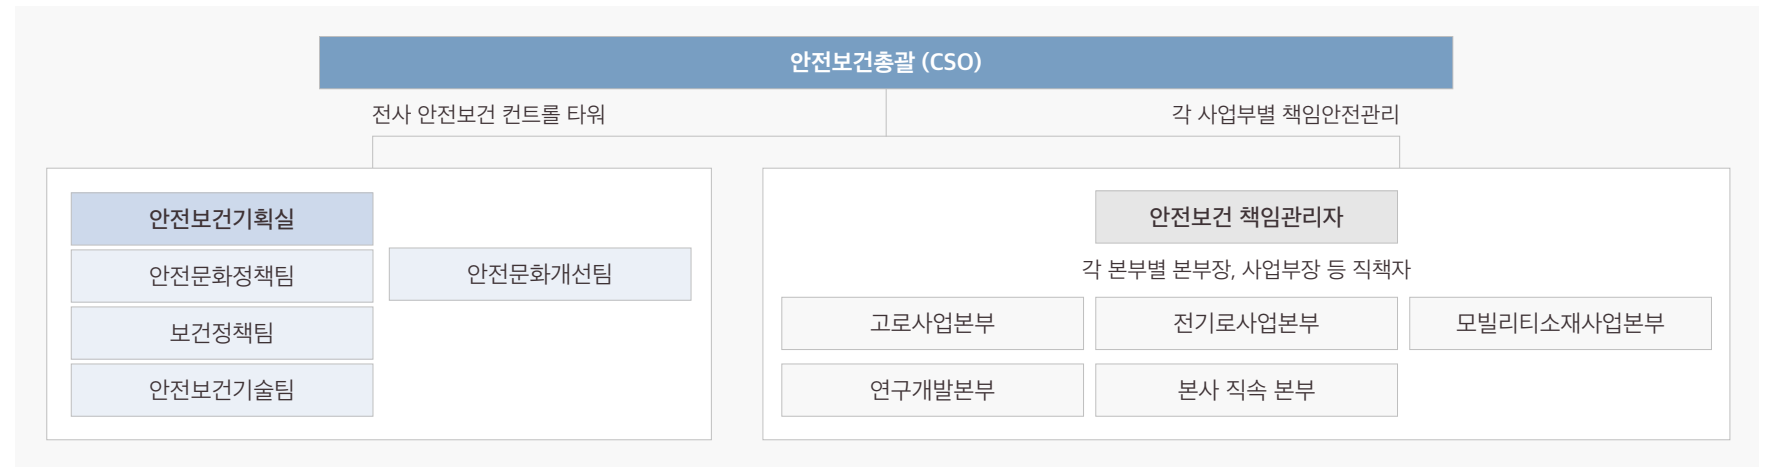 안전보건총괄 (CSO)
전사 안전보건 컨트롤 타워
각 사업부별 책임안전관리
안전보건기획실
안전문화정책팀
안전문화개선팀
보건정책팀
안전보건기술팀
안전보건 책임관리자
각 본부별 본부장, 사업부장 등 직책자
고로사업본부
전기로사업본부
모빌리티소재사업본부
연구개발본부
본사 직속 본부